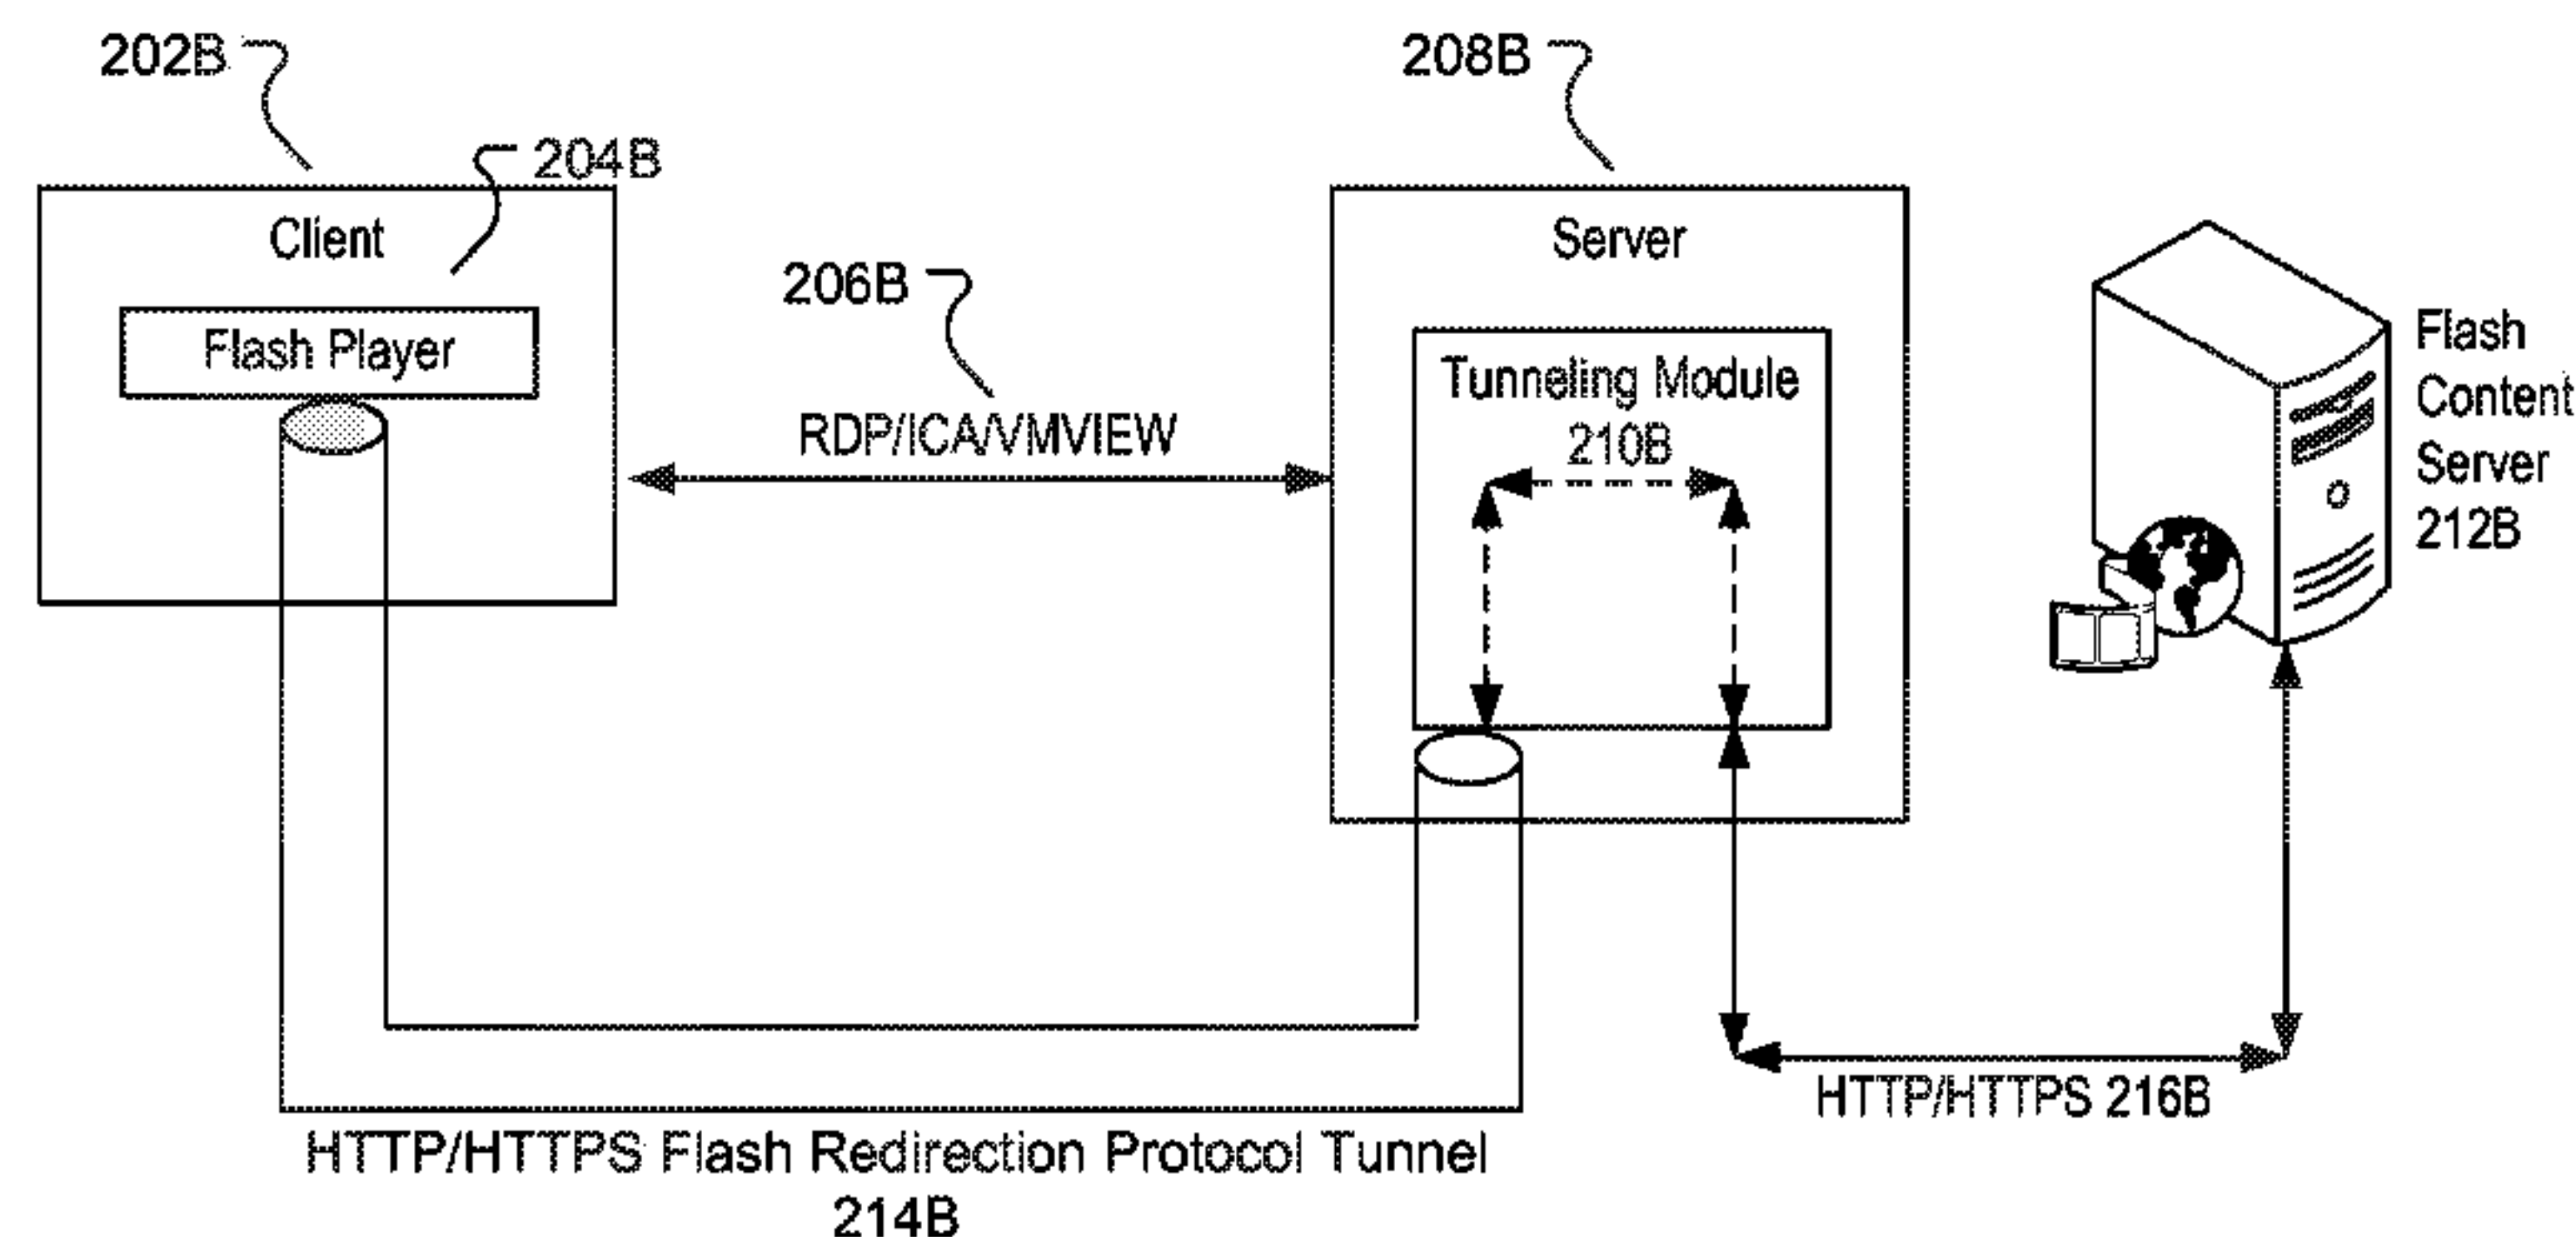 202B
208B
204B
Client
Server
206B
Flash Player
RDP/ICA/VMVIEW
Tunneling Module
210B
Flash
Content
Server
212B
HTTP/HTTPS 216B
HTTP/HTTPS Flash Redirection Protocol Tunnel
214B